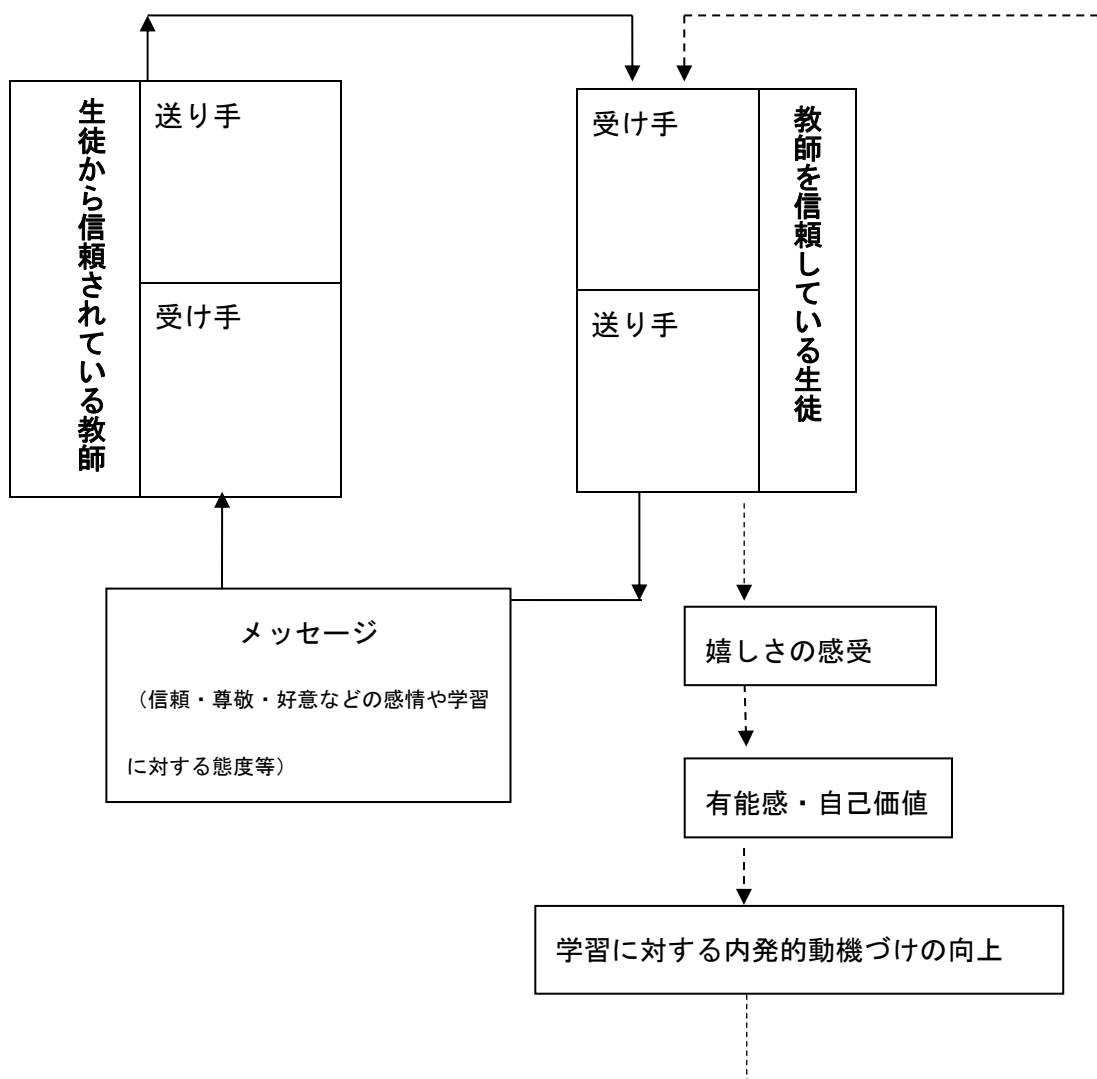 生徒から信頼されている教師
送り手
受け手
受け手
送り手
教師を信頼している生徒
メッセージ
（信頼・尊敬・好意などの感情や学習
に対する態度等）
嬉しさの感受
有能感・自己価値
学習に対する内発的動機づけの向上